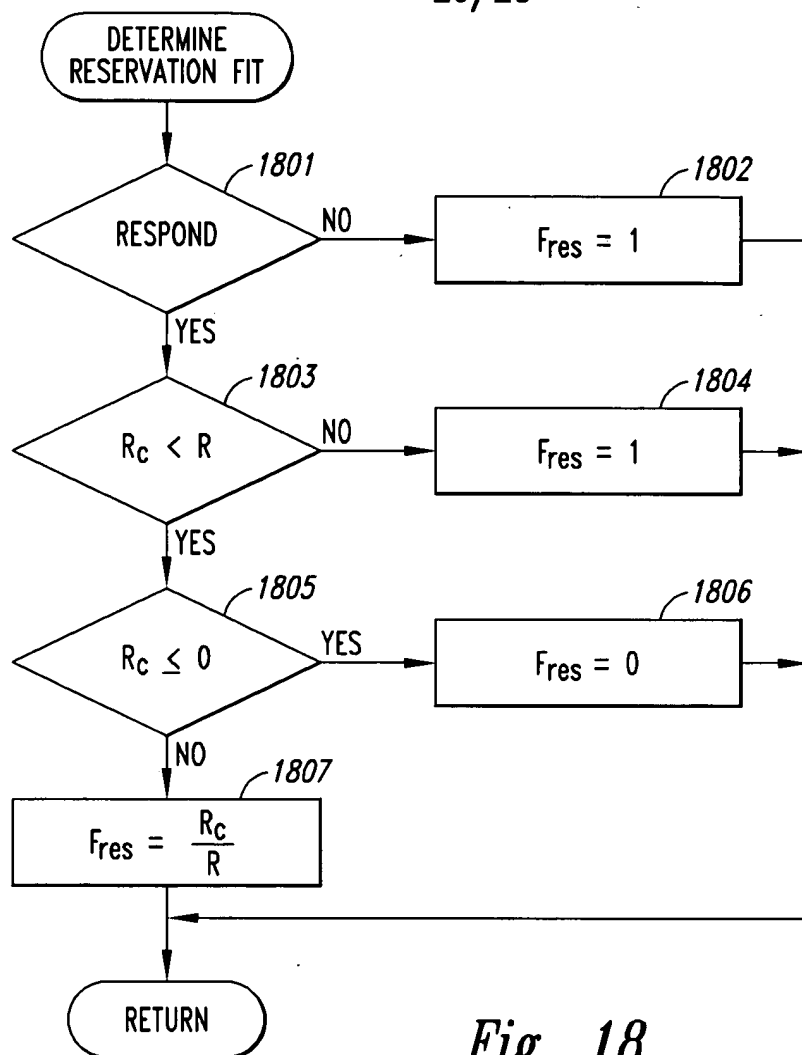 DETERMINE
RESERVATION FIT
1801
RESPOND
NO
1802
Fres = 1
YES
1803
Rc < R
NO
1804
Fres = 1
YES
1805
Rc ≤ 0
YES
1806
Fres = 0
NO
1807
Fres = Rc
R
RETURN
Fig. 18